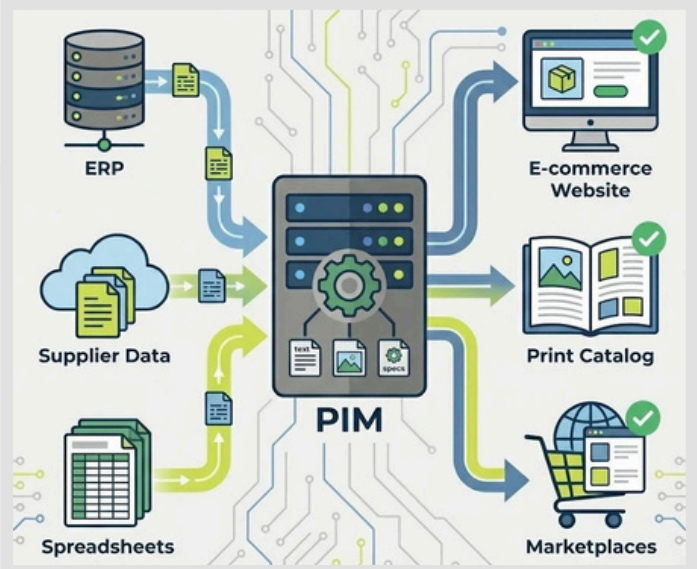 ERP
E-commerce
Website
Supplier Data
text
specs
PIM
Print Catalog
Spreadsheets
Marketplaces